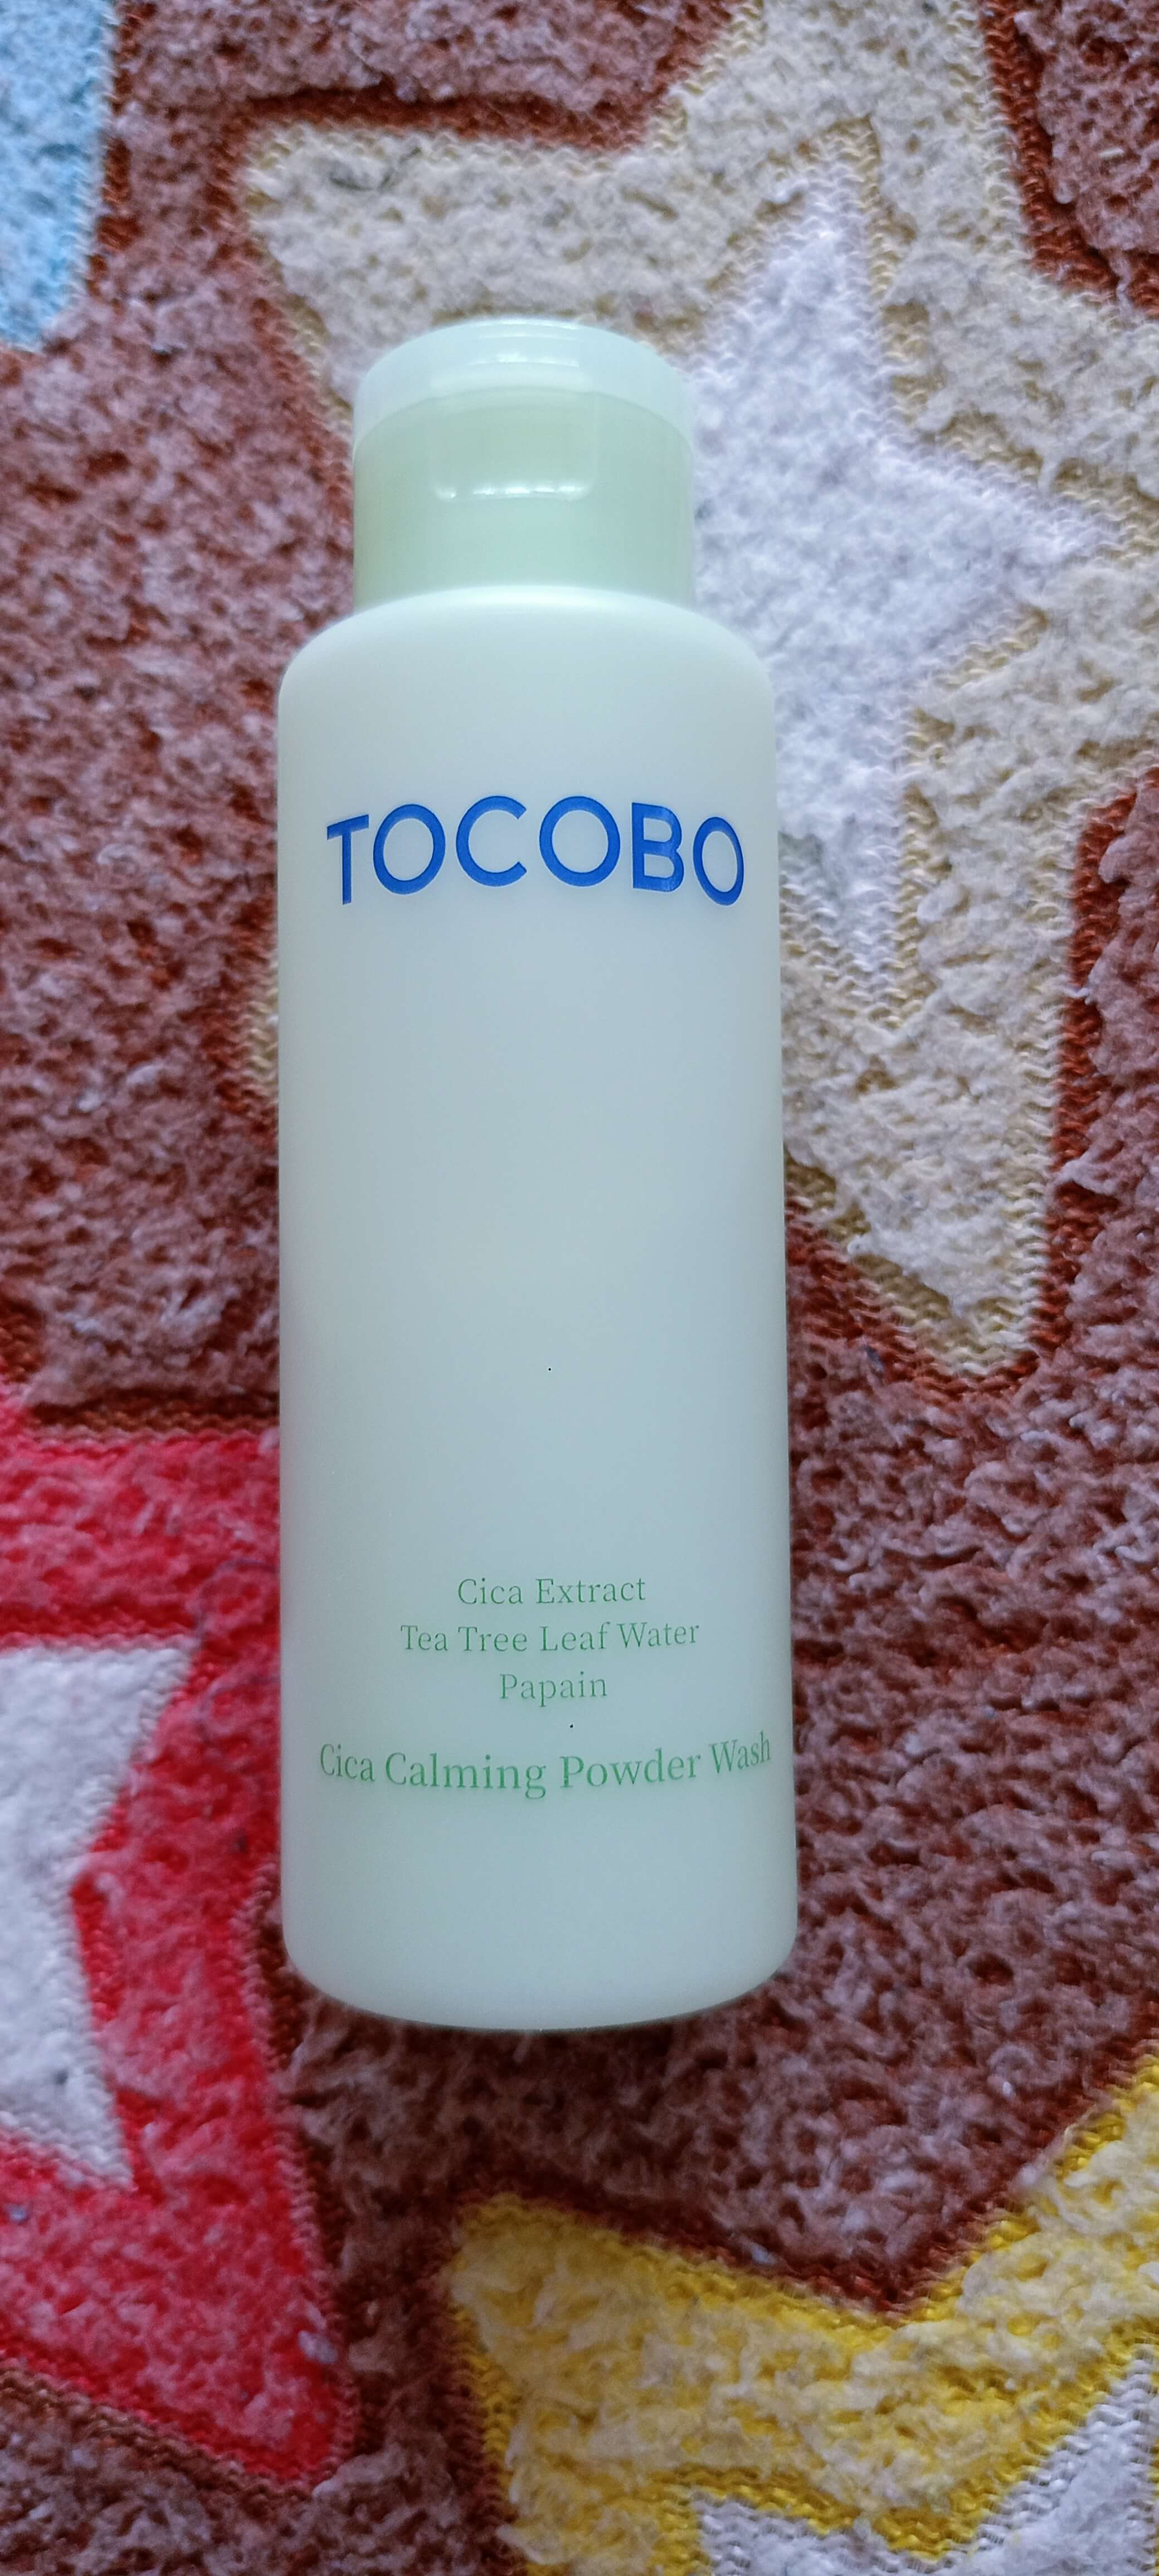 TOCOBO
Cica Extract
Tea Tree Leaf Water
Papain
Cica Calming Powder Wash